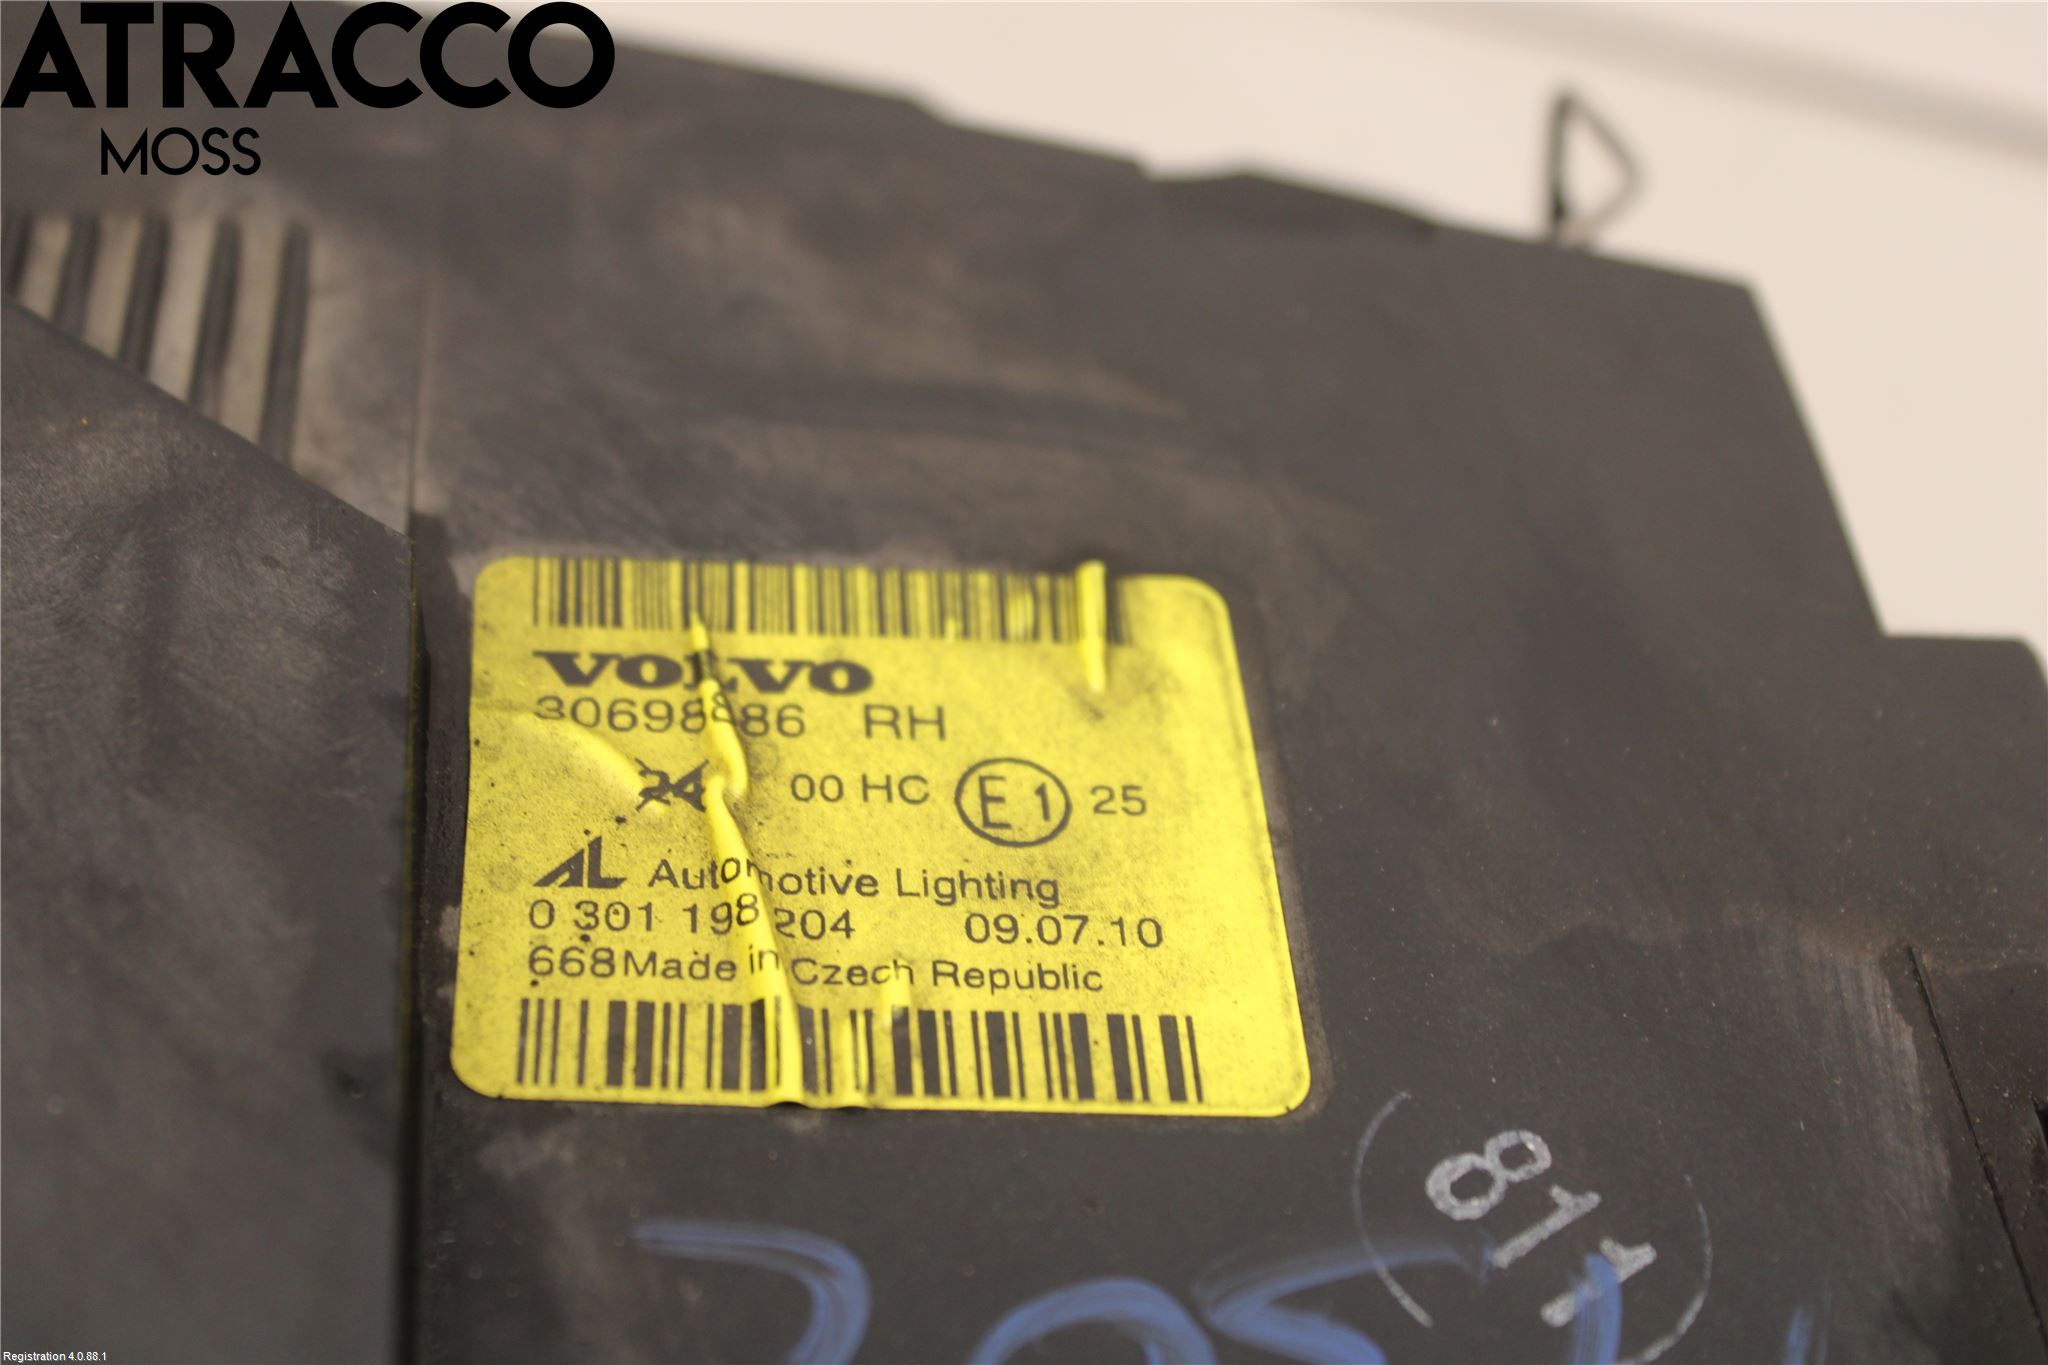 ATRACCO
MOSS
VOLVO
30698886 RH
24 00 HC E1 25
AL Automotive Lighting
0 301 198 204 09.07.10
668 Made in Czech Republic
811
Registration 4.0.88.1